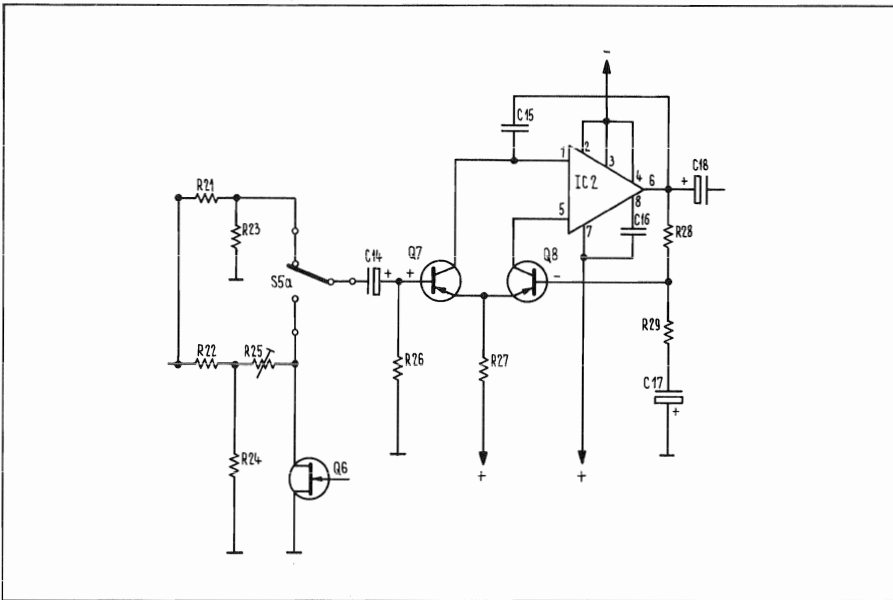 -
C15
1
2
3
IC2
4
6
+
C18
R21
R23
5
8
C16
7
R28
S5a
C14
+
+
Q7
Q8
-
R22
R25
R26
R27
R29
C17
+
R24
Q6
+
+